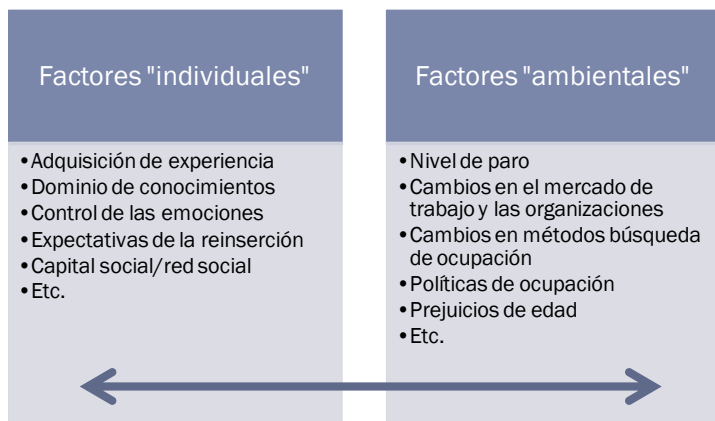 Factores "individuales"
•Adquisición de experiencia
•Dominio de conocimientos
•Control de las emociones
•Expectativas de la reinserción
•Capital social/red social
•Etc.
Factores "ambientales"
•Nivel de paro
•Cambios en el mercado de
trabajo y las organizaciones
•Cambios en métodos búsqueda
de ocupación
•Políticas de ocupación
•Prejuicios de edad
•Etc.